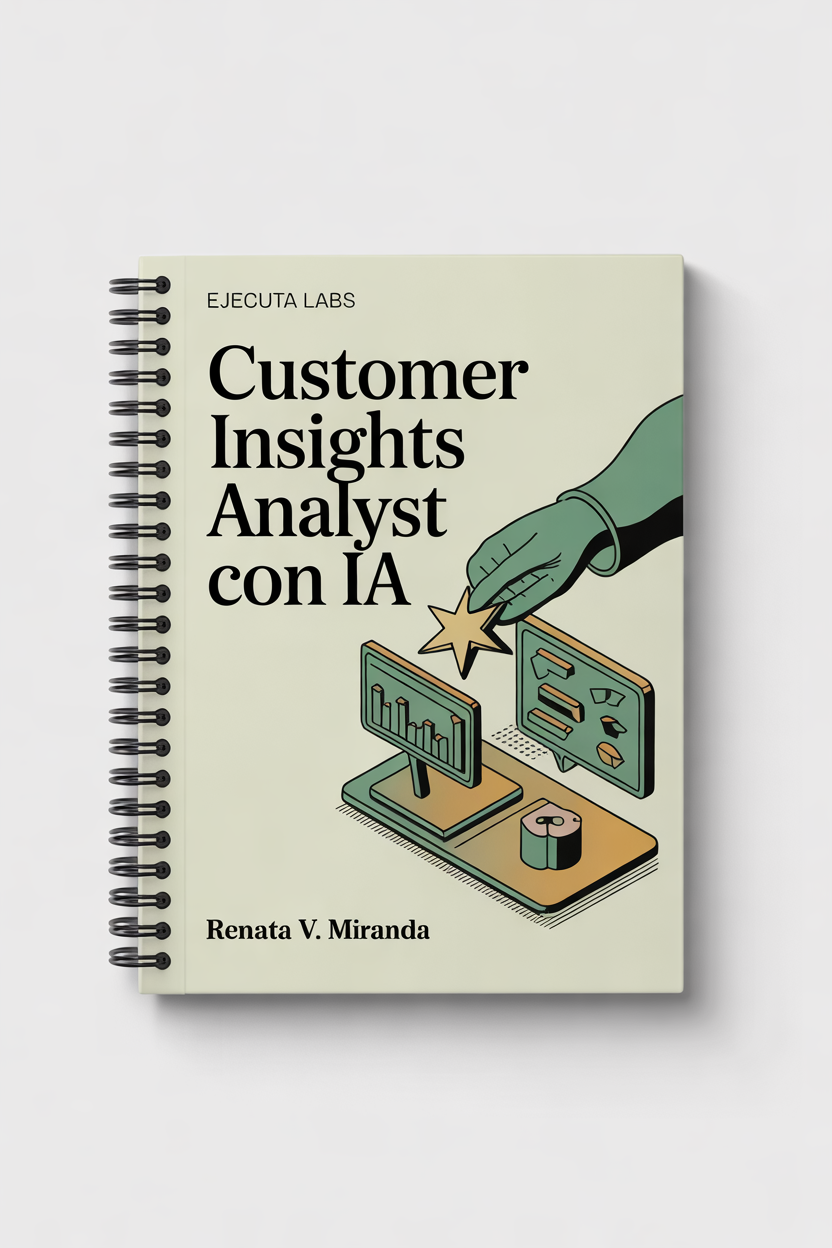 EJECUTA LABS
Customer
Insights
Analyst
con IA
Renata V. Miranda